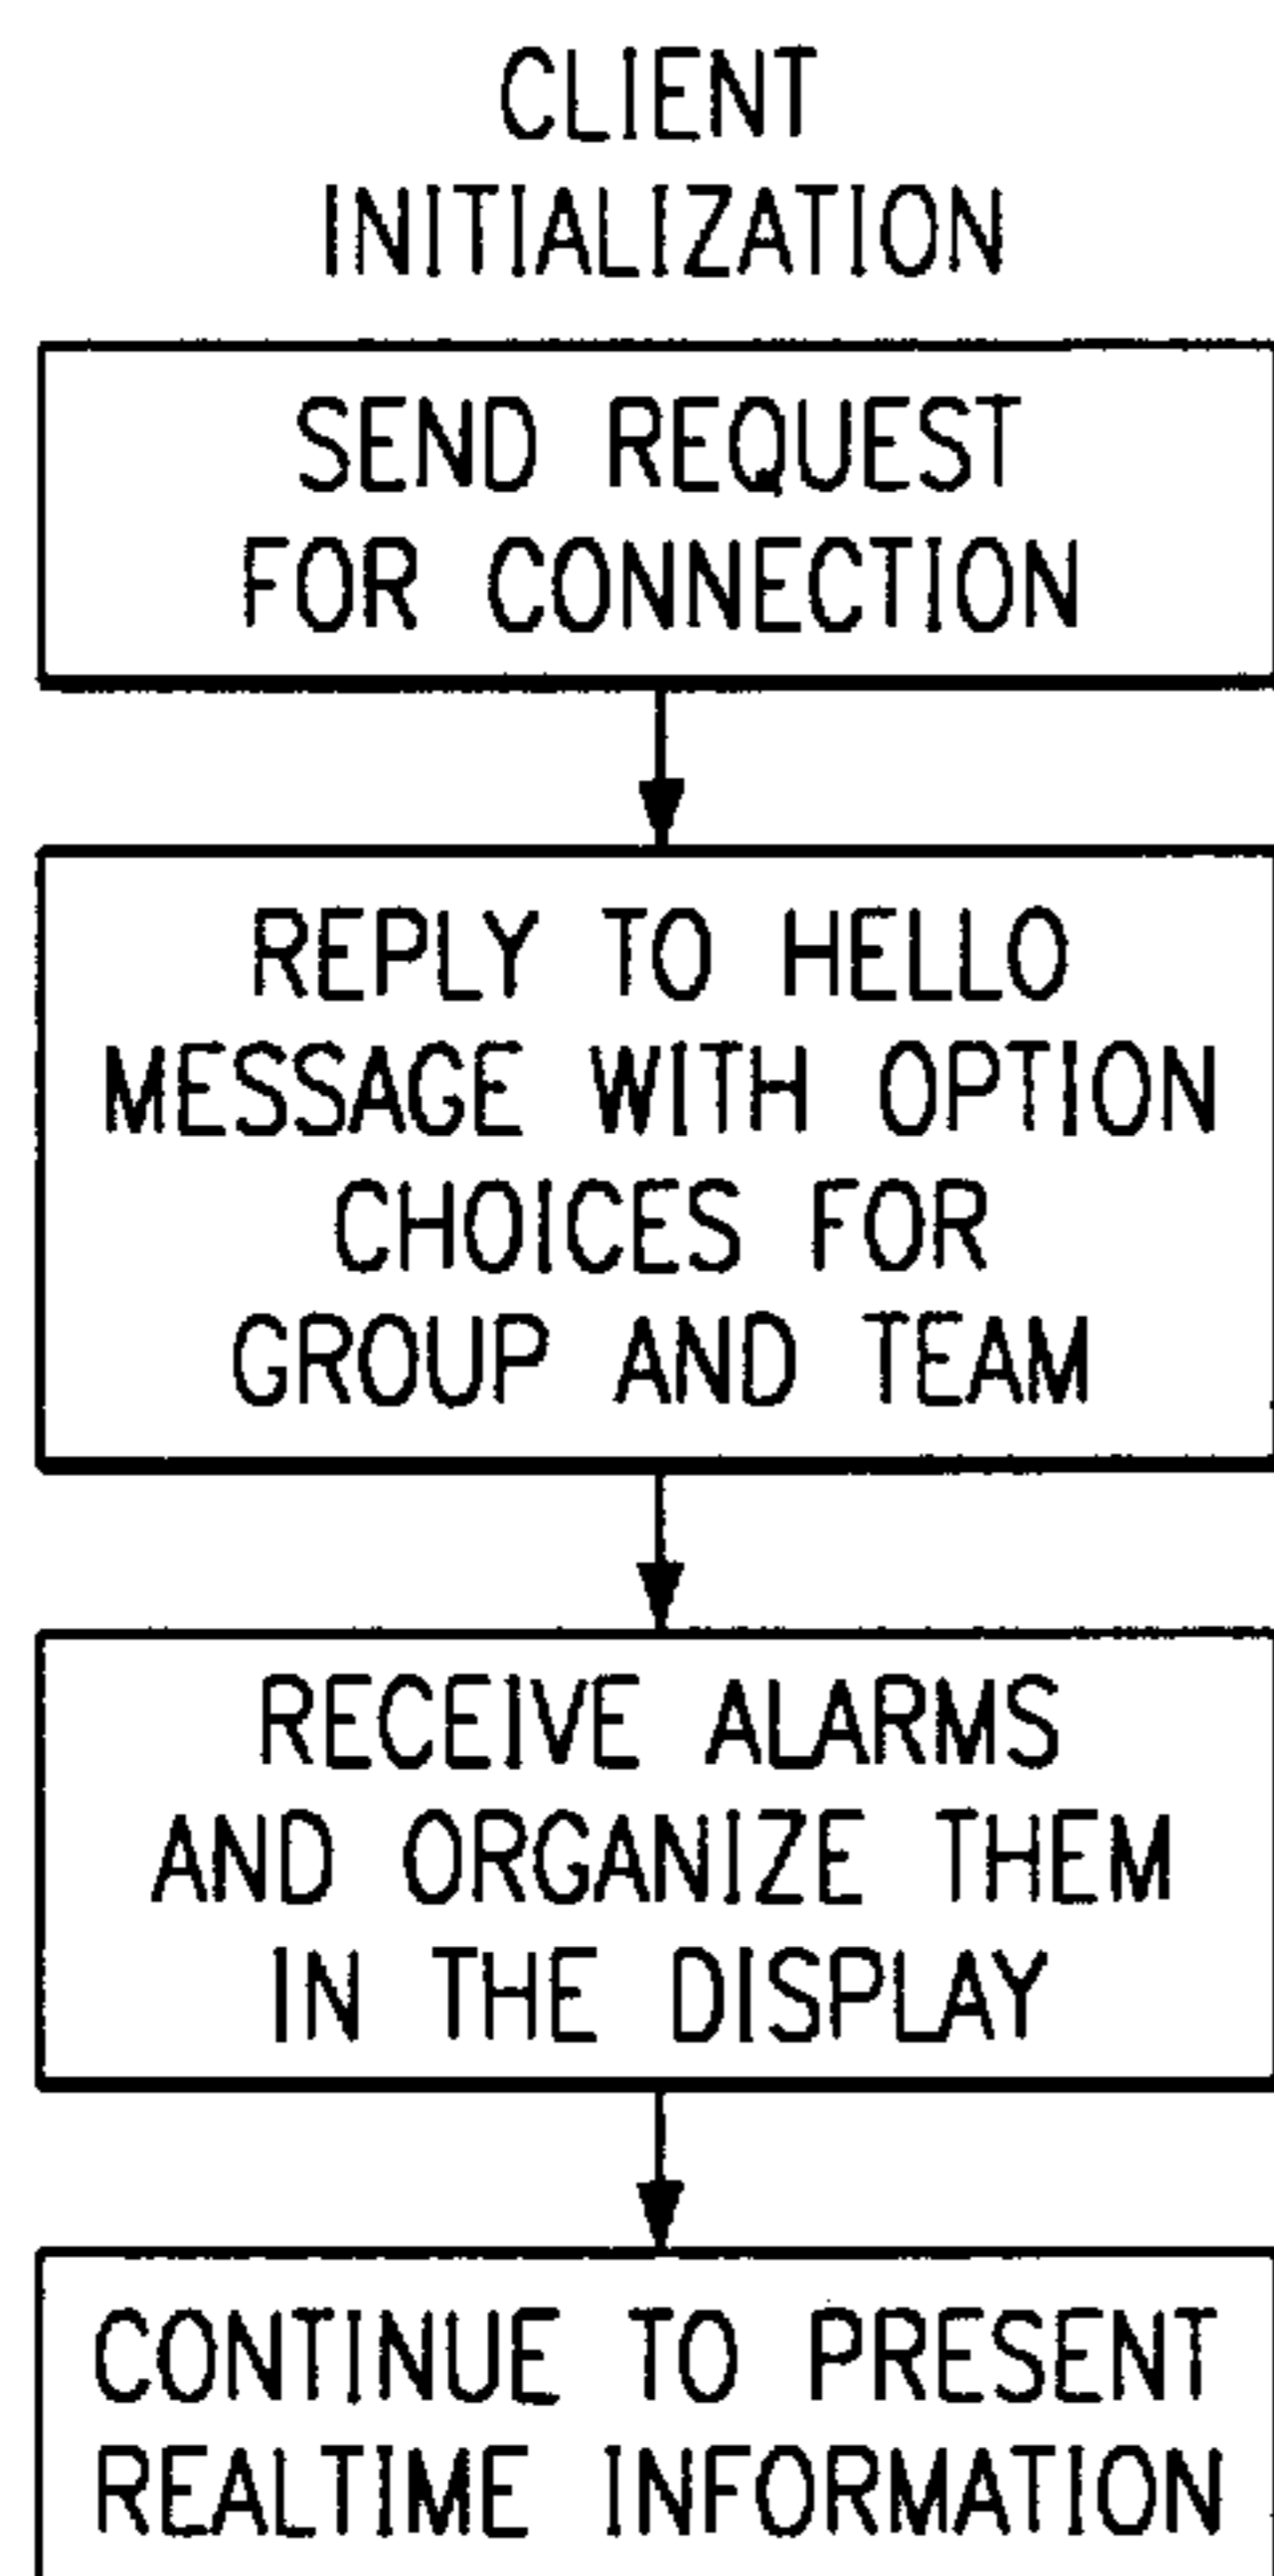 CLIENT
INITIALIZATION
SEND REQUEST
FOR CONNECTION
REPLY TO HELLO
MESSAGE WITH OPTION
CHOICES FOR
GROUP AND TEAM
RECEIVE ALARMS
AND ORGANIZE THEM
IN THE DISPLAY
CONTINUE TO PRESENT
REALTIME INFORMATION